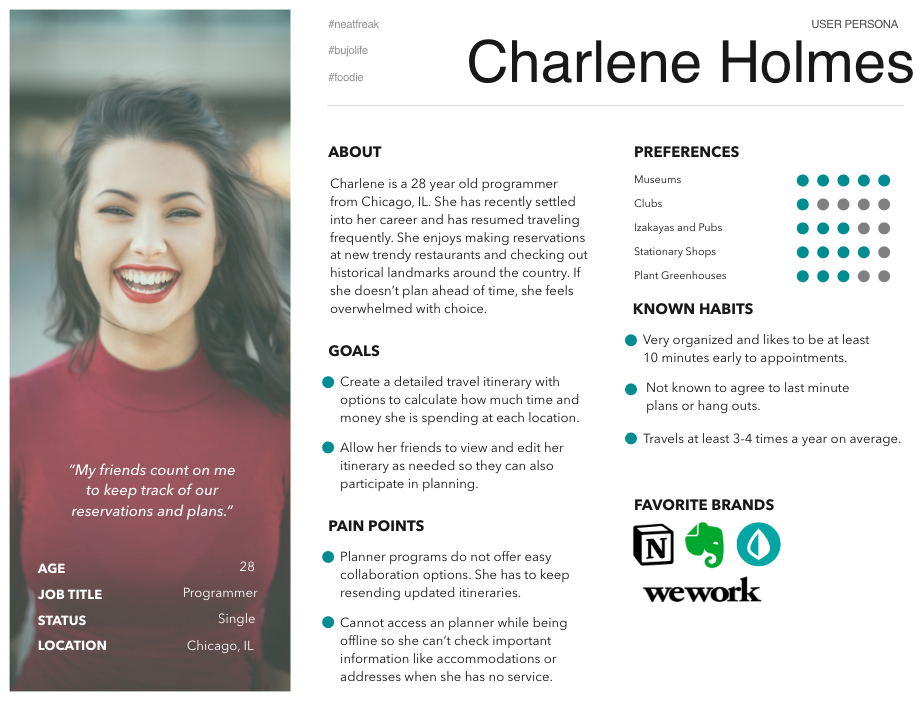 #neatfreak
#bujolife
#foodie
USER PERSONA
Charlene Holmes
“My friends count on me
to keep track of our
reservations and plans.”
AGE 28
JOB TITLE Programmer
STATUS Single
LOCATION Chicago, IL
ABOUT
Charlene is a 28 year old programmer
from Chicago, IL. She has recently settled
into her career and has resumed traveling
frequently. She enjoys making reservations
at new trendy restaurants and checking out
historical landmarks around the country. If
she doesn’t plan ahead of time, she feels
overwhelmed with choice.
GOALS
Create a detailed travel itinerary with
options to calculate how much time and
money she is spending at each location.
Allow her friends to view and edit her
itinerary as needed so they can also
participate in planning.
PAIN POINTS
Planner programs do not offer easy
collaboration options. She has to keep
resending updated itineraries.
Cannot access an planner while being
offline so she can’t check important
information like accommodations or
addresses when she has no service.
PREFERENCES
Museums
Clubs
Izakayas and Pubs
Stationary Shops
Plant Greenhouses
KNOWN HABITS
Very organized and likes to be at least
10 minutes early to appointments.
Not known to agree to last minute
plans or hang outs.
Travels at least 3-4 times a year on average.
FAVORITE BRANDS
N
wework